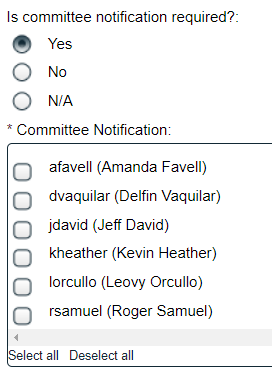 Is committee notification required?:
Yes
No
N/A
* Committee Notification:
afavell (Amanda Favell)
dvaquilar (Delfin Vaquilar)
jdavid (Jeff David)
kheather (Kevin Heather)
lorcullo (Leovy Orcullo)
rsamuel (Roger Samuel)
Select all Deselect all